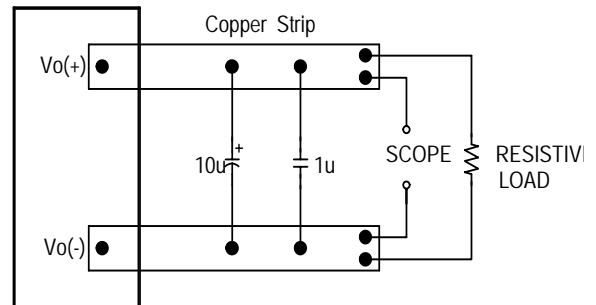 Copper Strip
Vo(+)
+
10u
1u
SCOPE
RESISTIV
LOAD
Vo(-)